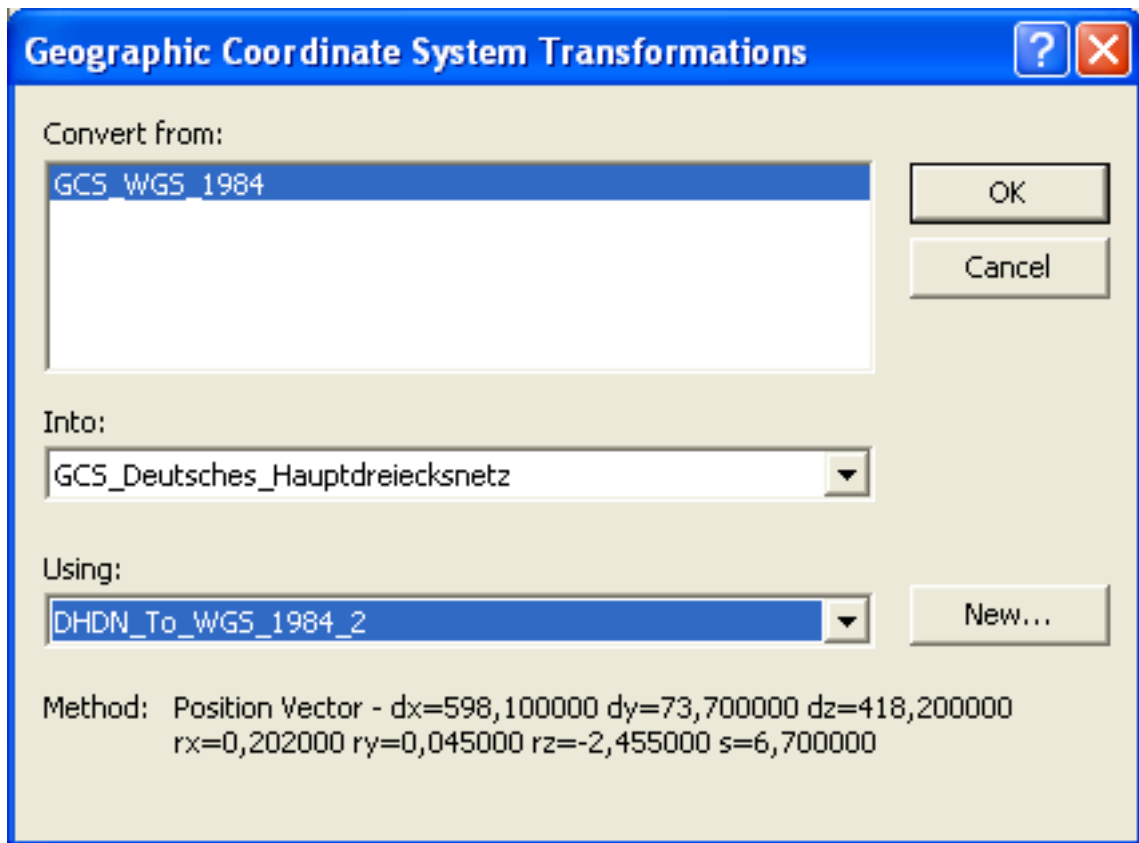 Geographic Coordinate System Transformations
Convert from:
GCS_WGS_1984
OK
Cancel
Into:
GCS_Deutsches_Hauptdreiecksnetz
Using:
DHDN_To_WGS_1984_2
New...
Method: Position Vector - dx=598,100000 dy=73,700000 dz=418,200000
rx=0,202000 ry=0,045000 rz=-2,455000 s=6,700000